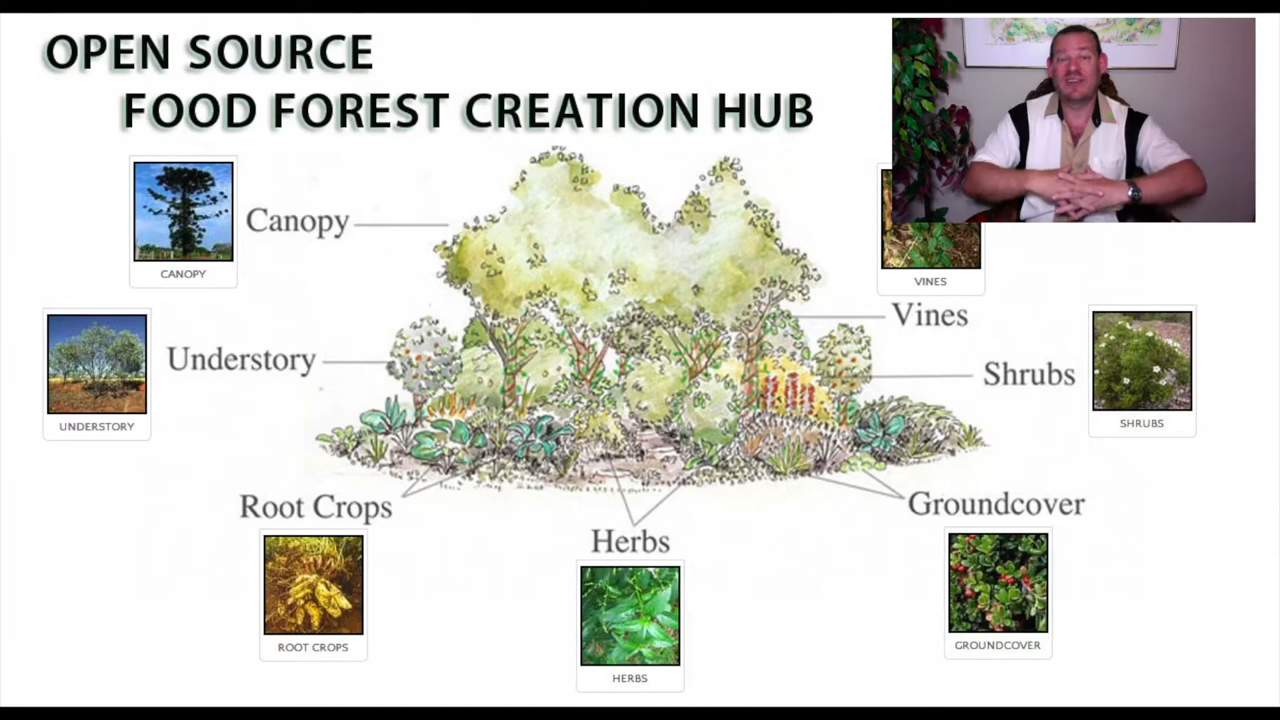 OPEN SOURCE
FOOD FOREST CREATION HUB
Canopy
CANOPY
VINES
Vines
Understory
UNDERSTORY
Shrubs
SHRUBS
Root Crops
ROOT CROPS
Herbs
HERBS
Groundcover
GROUNDCOVER